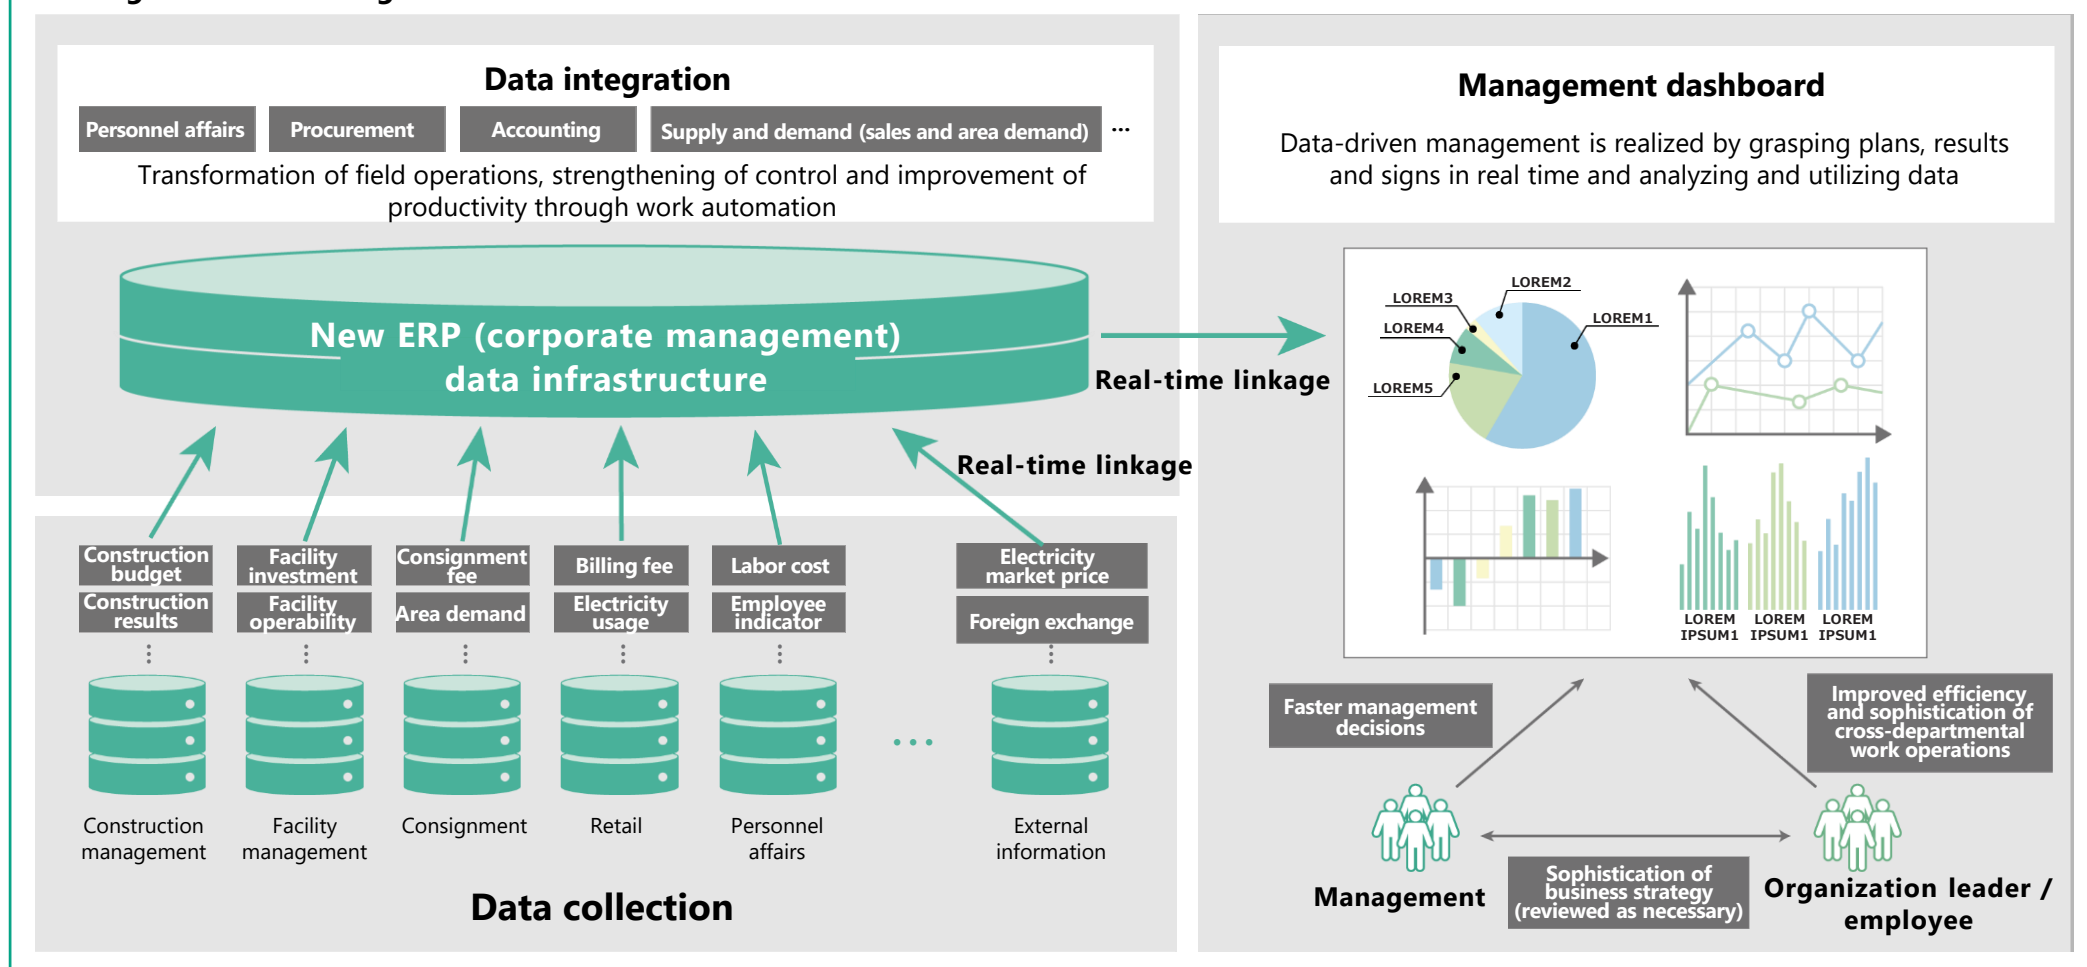 Data integration
Personnel affairs
Procurement
Accounting
Supply and demand (sales and area demand)
...
Transformation of field operations, strengthening of control and improvement of
productivity through work automation
New ERP (corporate management)
data infrastructure
Real-time linkage
Real-time linkage
Construction
budget
Facility
investment
Consignment
fee
Billing fee
Labor cost
Electricity
market price
Construction
results
Facility
operability
Area demand
Electricity
usage
Employee
indicator
Foreign exchange
Construction
management
Facility
management
Consignment
Retail
Personnel
affairs
External
information
Data collection
Management dashboard
Data-driven management is realized by grasping plans, results
and signs in real time and analyzing and utilizing data
LOREM2
LOREM3
LOREM1
LOREM4
LOREM5
LOREM
IPSUM1
LOREM
IPSUM1
LOREM
IPSUM1
Faster management
decisions
Improved efficiency
and sophistication of
cross-departmental
work operations
Management
Sophistication of
business strategy
(reviewed as necessary)
Organization leader /
employee